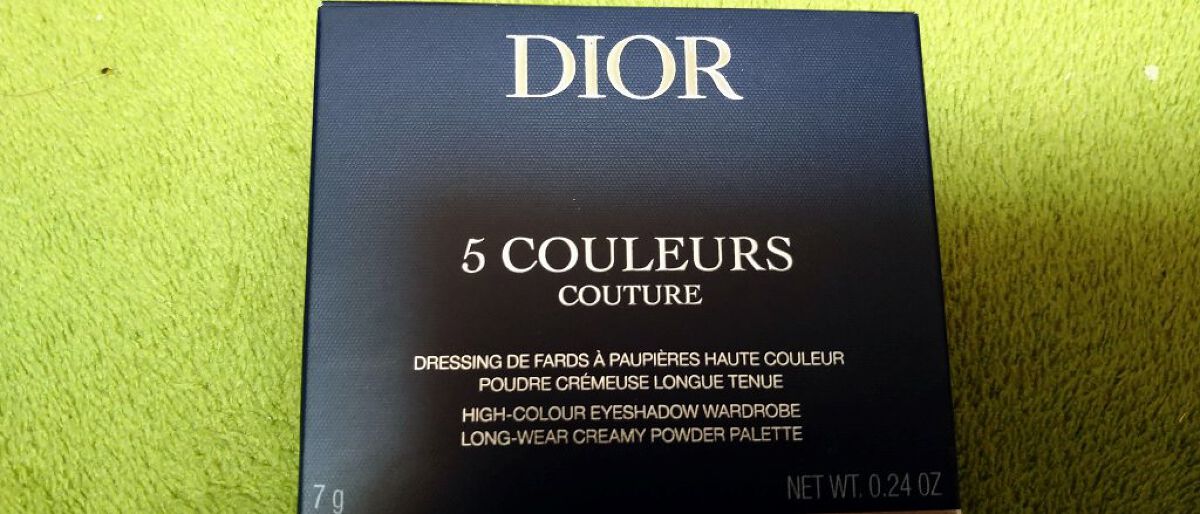 DIOR
5 COULEURS
COUTURE
DRESSING DE FARDS À PAUPIÈRES HAUTE COULEUR
POUDRE CRÉMEUSE LONGUE TENUE
HIGH-COLOUR EYESHADOW WARDROBE
LONG-WEAR CREAMY POWDER PALETTE
7 g
NET WT. 0.24 OZ